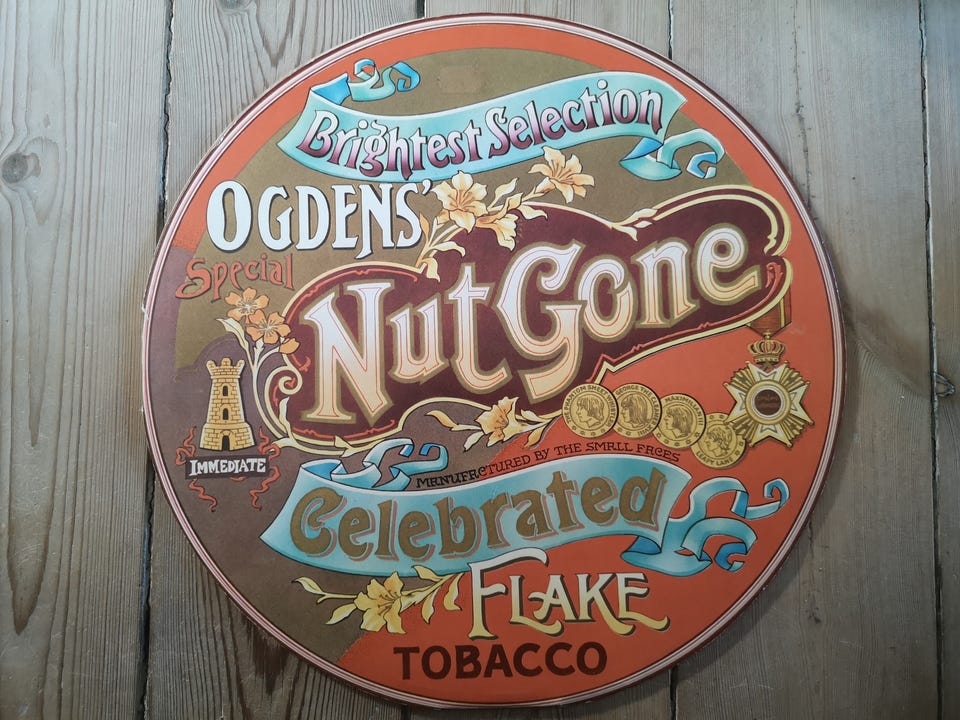 Brightest Selection
OGDENS'
Special
Nut Gone
IMMEDIATE
MANUFACTURED BY THE SMALL FACES
Celebrated
FLAKE
TOBACCO